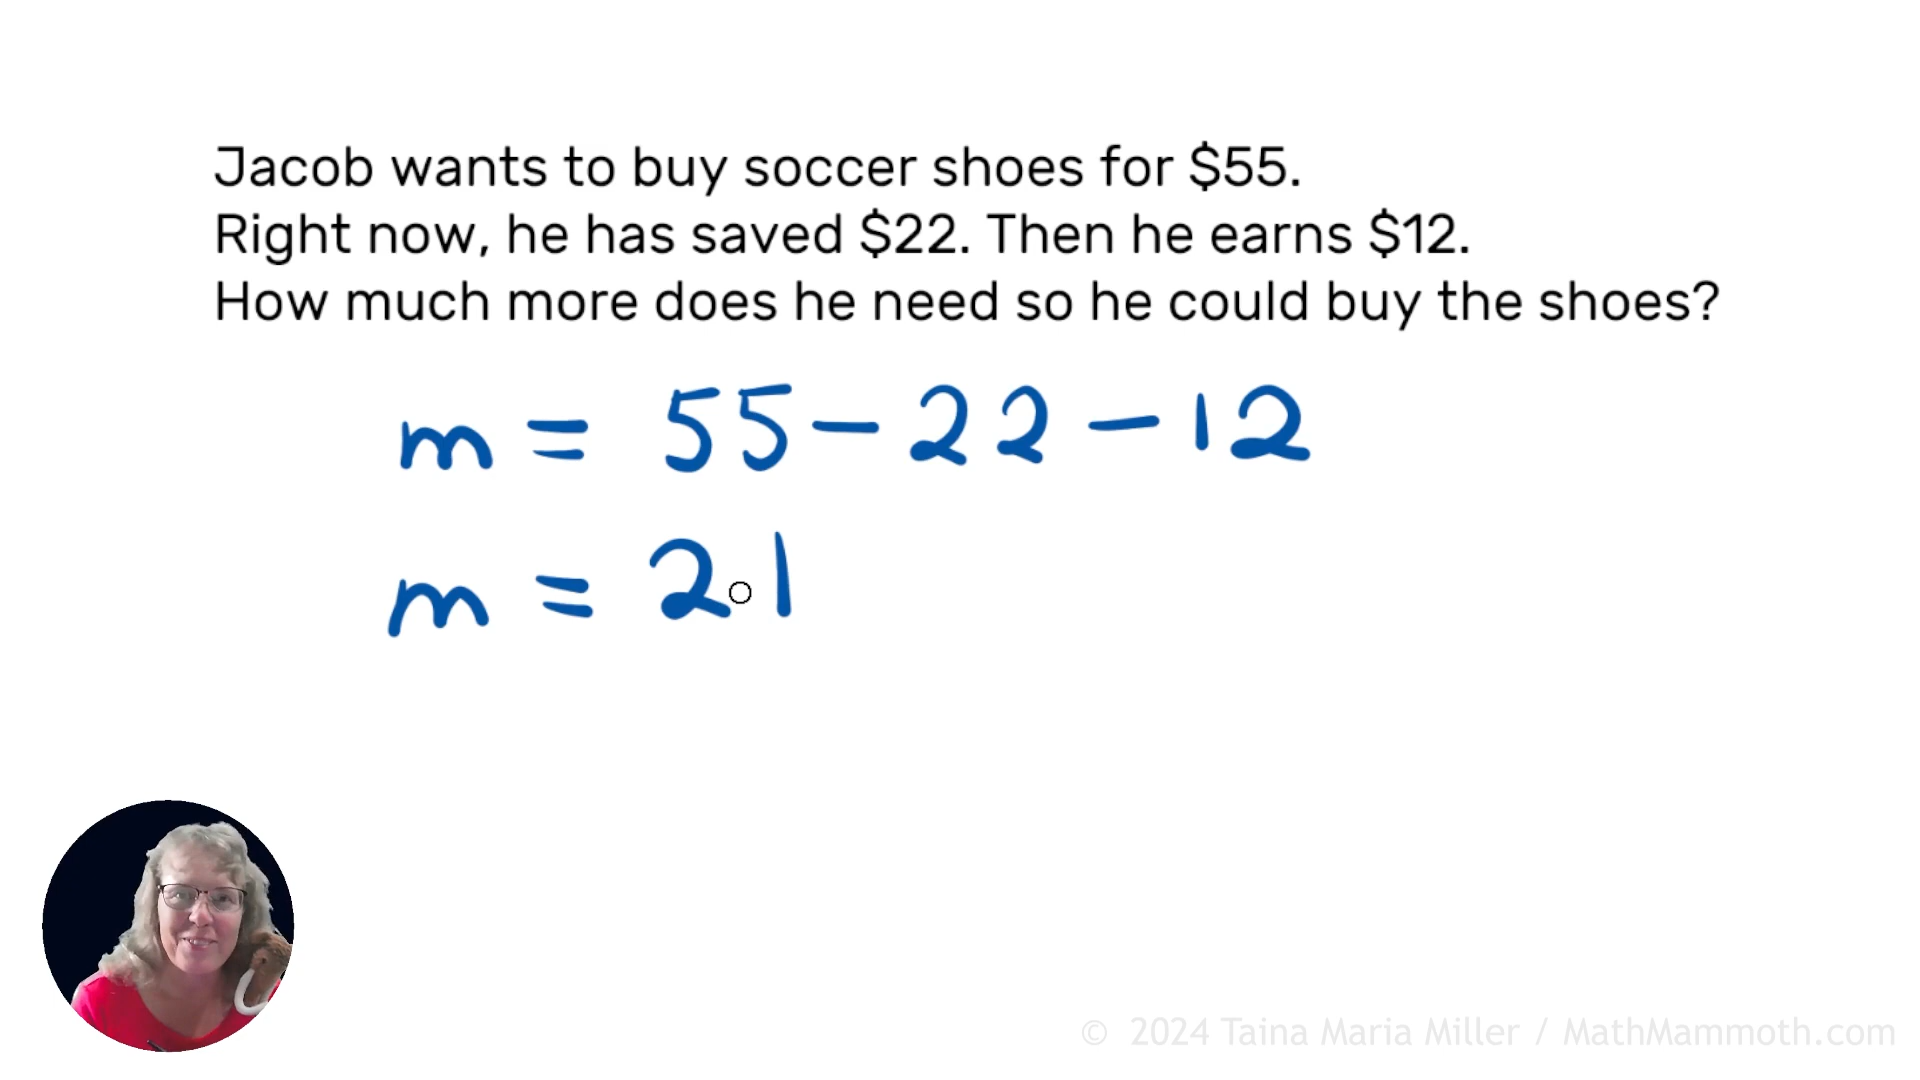 Jacob wants to buy soccer shoes for $55.
Right now, he has saved $22. Then he earns $12.
How much more does he need so he could buy the shoes?
m = 55 - 22 - 12
m = 21
© 2024 Taina Maria Miller / MathMammoth.com